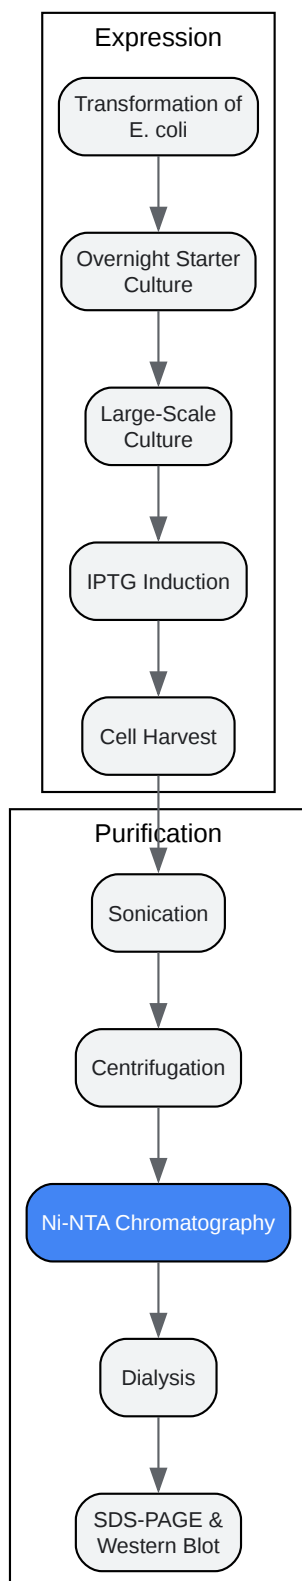 Expression
Transformation of
E. coli
Overnight Starter
Culture
Large-Scale
Culture
IPTG Induction
Cell Harvest
Purification
Sonication
Centrifugation
Ni-NTA Chromatography
Dialysis
SDS-PAGE &
Western Blot